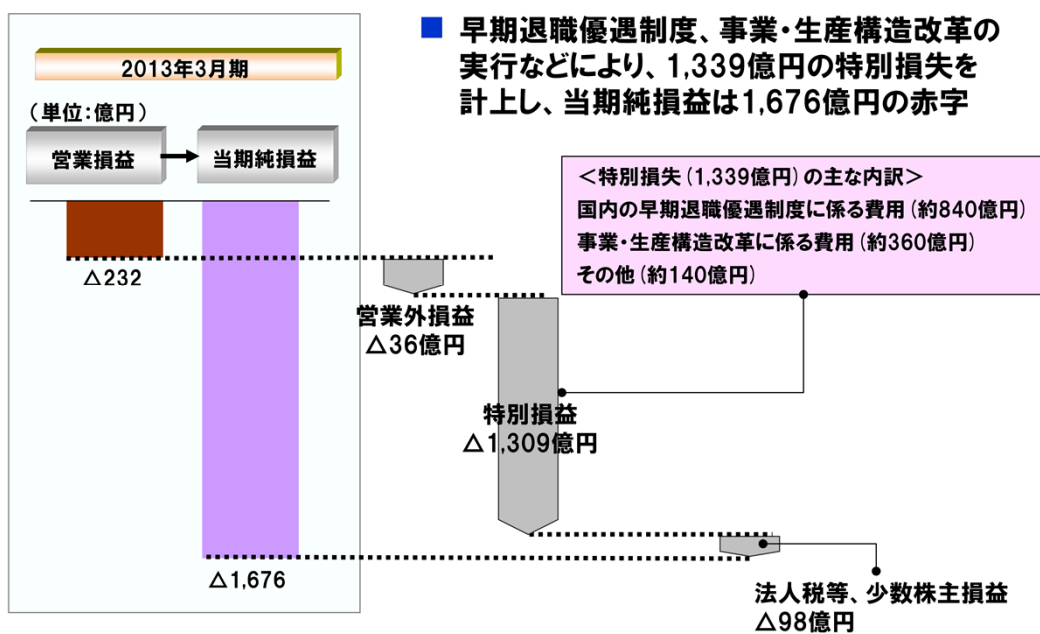 ■ 早期退職優遇制度、事業・生産構造改革の
実行などにより、1,339億円の特別損失を
計上し、当期純損益は1,676億円の赤字
2013年3月期
(単位:億円)
営業損益
当期純損益
△232
△1,676
営業外損益
△36億円
特別損益
△1,309億円
<特別損失(1,339億円)の主な内訳>
国内の早期退職優遇制度に係る費用(約840億円)
事業・生産構造改革に係る費用(約360億円)
その他(約140億円)
法人税等、少数株主損益
△98億円